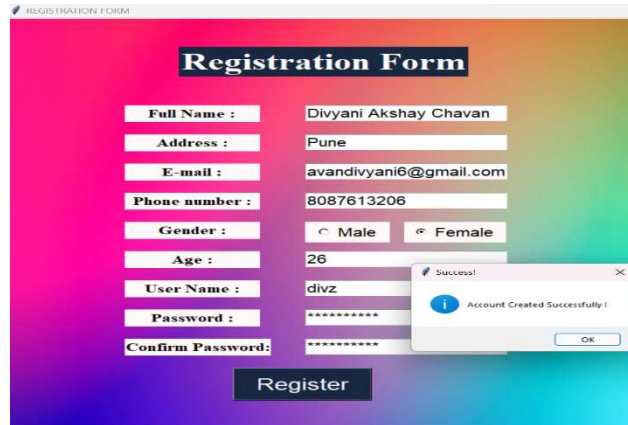 REGISTRATION FORM
Registration Form
Full Name : Divyani Akshay Chavan
Address : Pune
E-mail : avandivyani6@gmail.com
Phone number : 8087613206
Gender : Male Female
Age : 26
Success!
User Name : divz
Account Created Successfully !
Password : **********
OK
Confirm Password: **********
Register